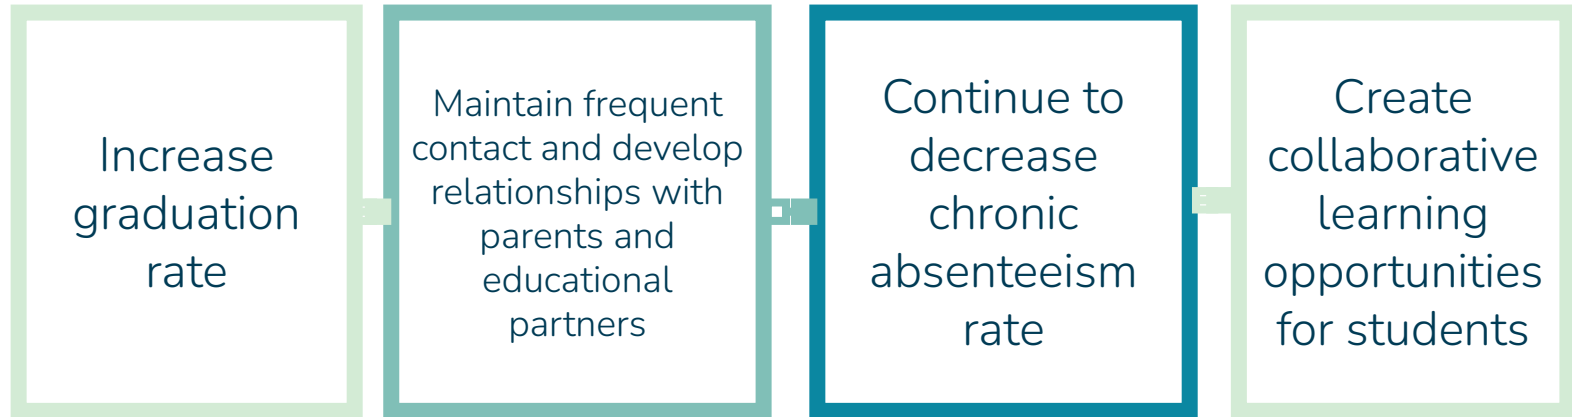 Increase
graduation
rate
Maintain frequent
contact and develop
relationships with
parents and
educational
partners
Continue to
decrease
chronic
absenteeism
rate
Create
collaborative
learning
opportunities
for students